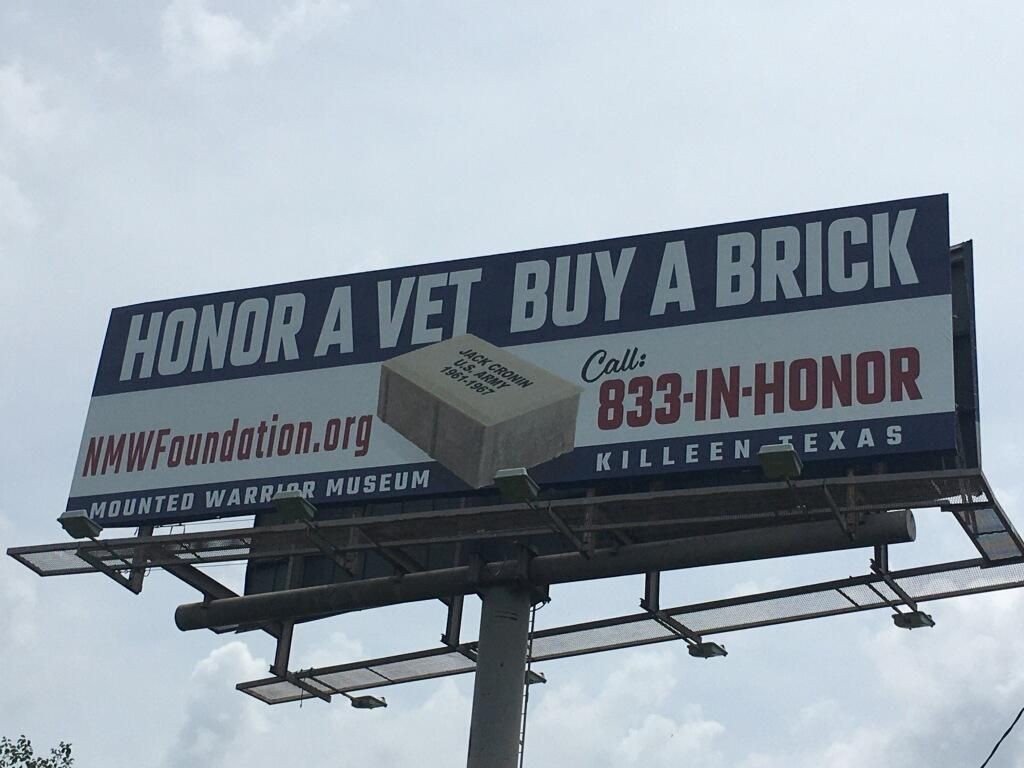 HONOR A VET BUY A BRICK
JACK CRONIN
U.S. ARMY
1961-1967
Call:
833-IN-HONOR
NMWFoundation.org
KILLEEN TEXAS
MOUNTED WARRIOR MUSEUM